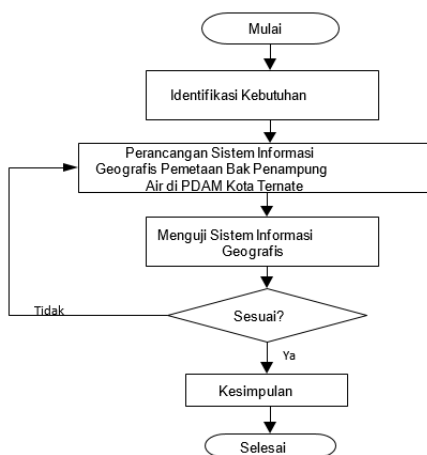 Mulai
Identifikasi Kebutuhan
Perancangan Sistem Informasi
Geografis Pemetaan Bak Penampung
Air di PDAM Kota Ternate
Menguji Sistem Informasi
Geografis
Sesuai?
Tidak
Ya
Kesimpulan
Selesai